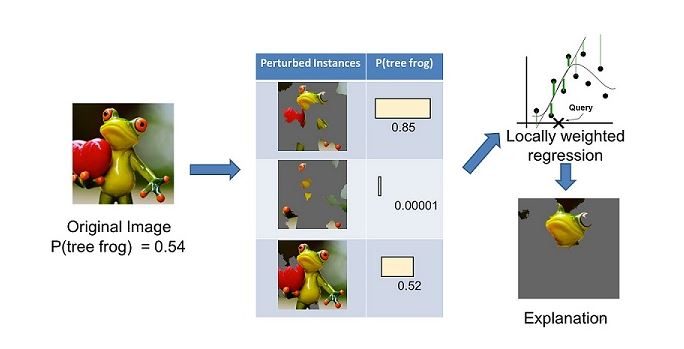 Original Image
P(tree frog) = 0.54
Perturbed Instances
P(tree frog)
0.85
0.00001
0.52
Query
Locally weighted
regression
Explanation